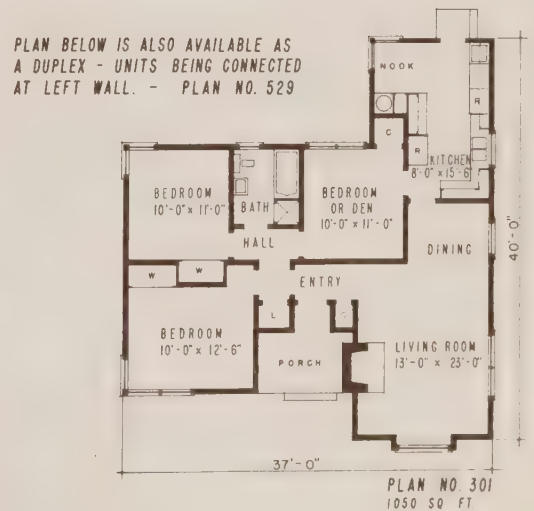 PLAN BELOW IS ALSO AVAILABLE AS
A DUPLEX - UNITS BEING CONNECTED
AT LEFT WALL. - PLAN NO. 529
NOOK
R
C
R
KITCHEN
8'-0" x 15'-6"
BEDROOM
10'-0" x 11'-0"
BATH
BEDROOM
OR DEN
10'-0" x 11'-0"
HALL
DINING
40'-0"
W
W
ENTRY
L
C
BEDROOM
10'-0" x 12'-6"
PORCH
LIVING ROOM
13'-0" x 23'-0"
37'-0"
PLAN NO. 301
1050 SQ FT